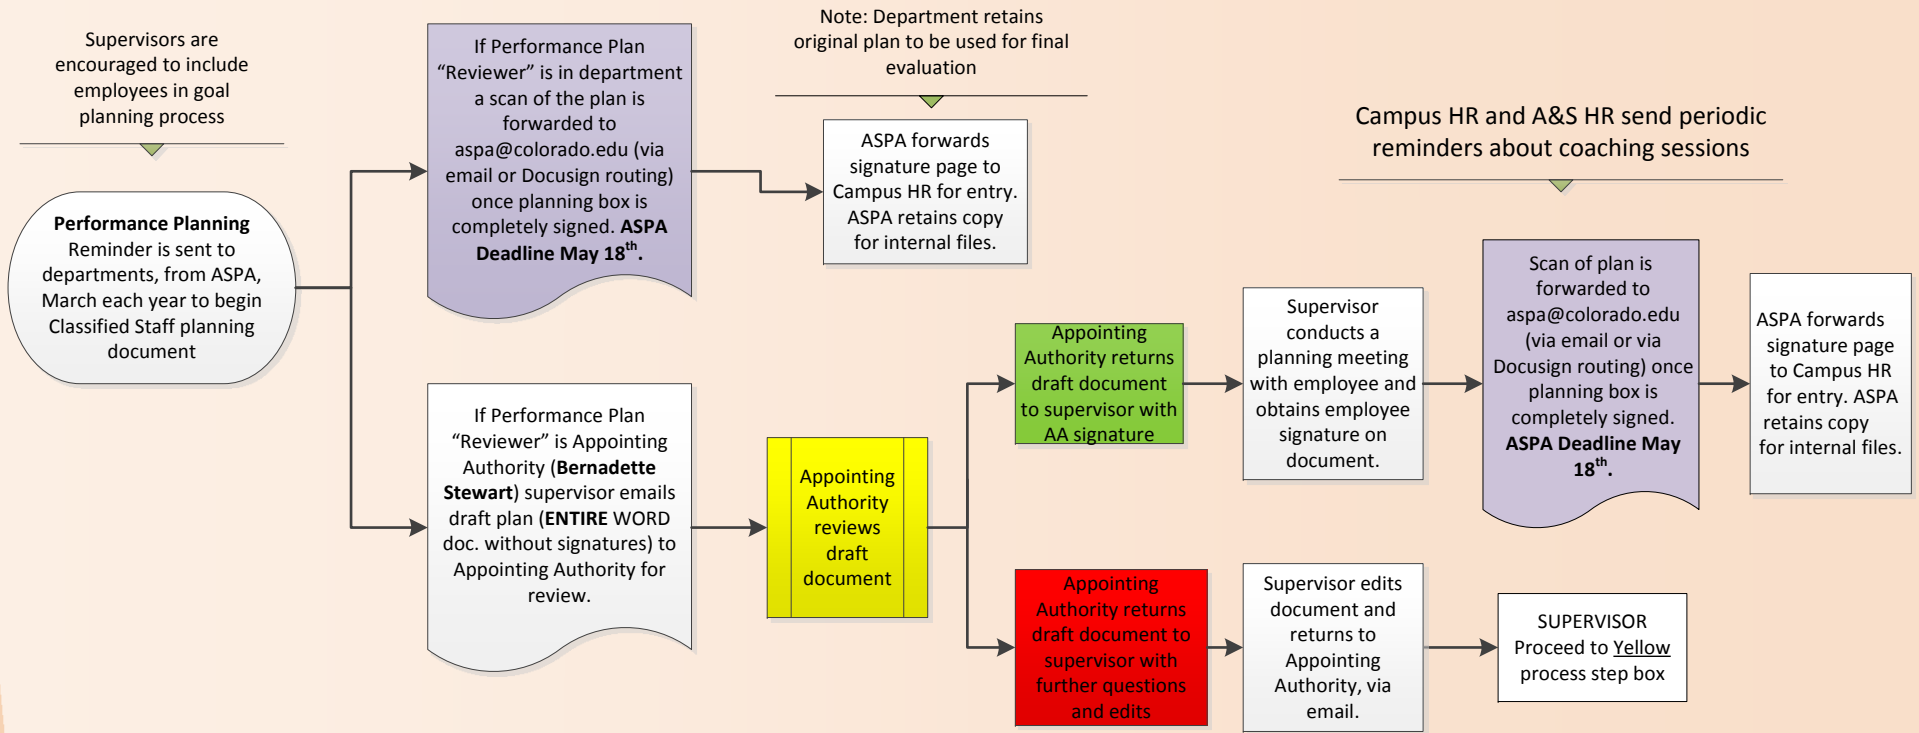 Supervisors are
encouraged to include
employees in goal
planning process
Performance Planning
Reminder is sent to
departments, from ASPA,
March each year to begin
Classified Staff planning
document
If Performance Plan
“Reviewer” is in department
a scan of the plan is
forwarded to
aspa@colorado.edu (via
email or Docusign routing)
once planning box is
completely signed. ASPA
Deadline May 18th.
Note: Department retains
original plan to be used for final
evaluation
ASPA forwards
signature page to
Campus HR for entry.
ASPA retains copy
for internal files.
Campus HR and A&S HR send periodic
reminders about coaching sessions
If Performance Plan
“Reviewer” is Appointing
Authority (Bernadette
Stewart) supervisor emails
draft plan (ENTIRE WORD
doc. without signatures) to
Appointing Authority for
review.
Appointing
Authority
reviews
draft
document
Appointing
Authority returns
draft document
to supervisor with
AA signature
Supervisor
conducts a
planning meeting
with employee and
obtains employee
signature on
document.
Scan of plan is
forwarded to
aspa@colorado.edu
(via email or via
Docusign routing) once
planning box is
completely signed.
ASPA Deadline May
18th.
ASPA forwards
signature page
to Campus HR
for entry. ASPA
retains copy
for internal files.
Appointing
Authority returns
draft document to
supervisor with
further questions
and edits
Supervisor edits
document and
returns to
Appointing
Authority, via
email.
SUPERVISOR
Proceed to Yellow
process step box